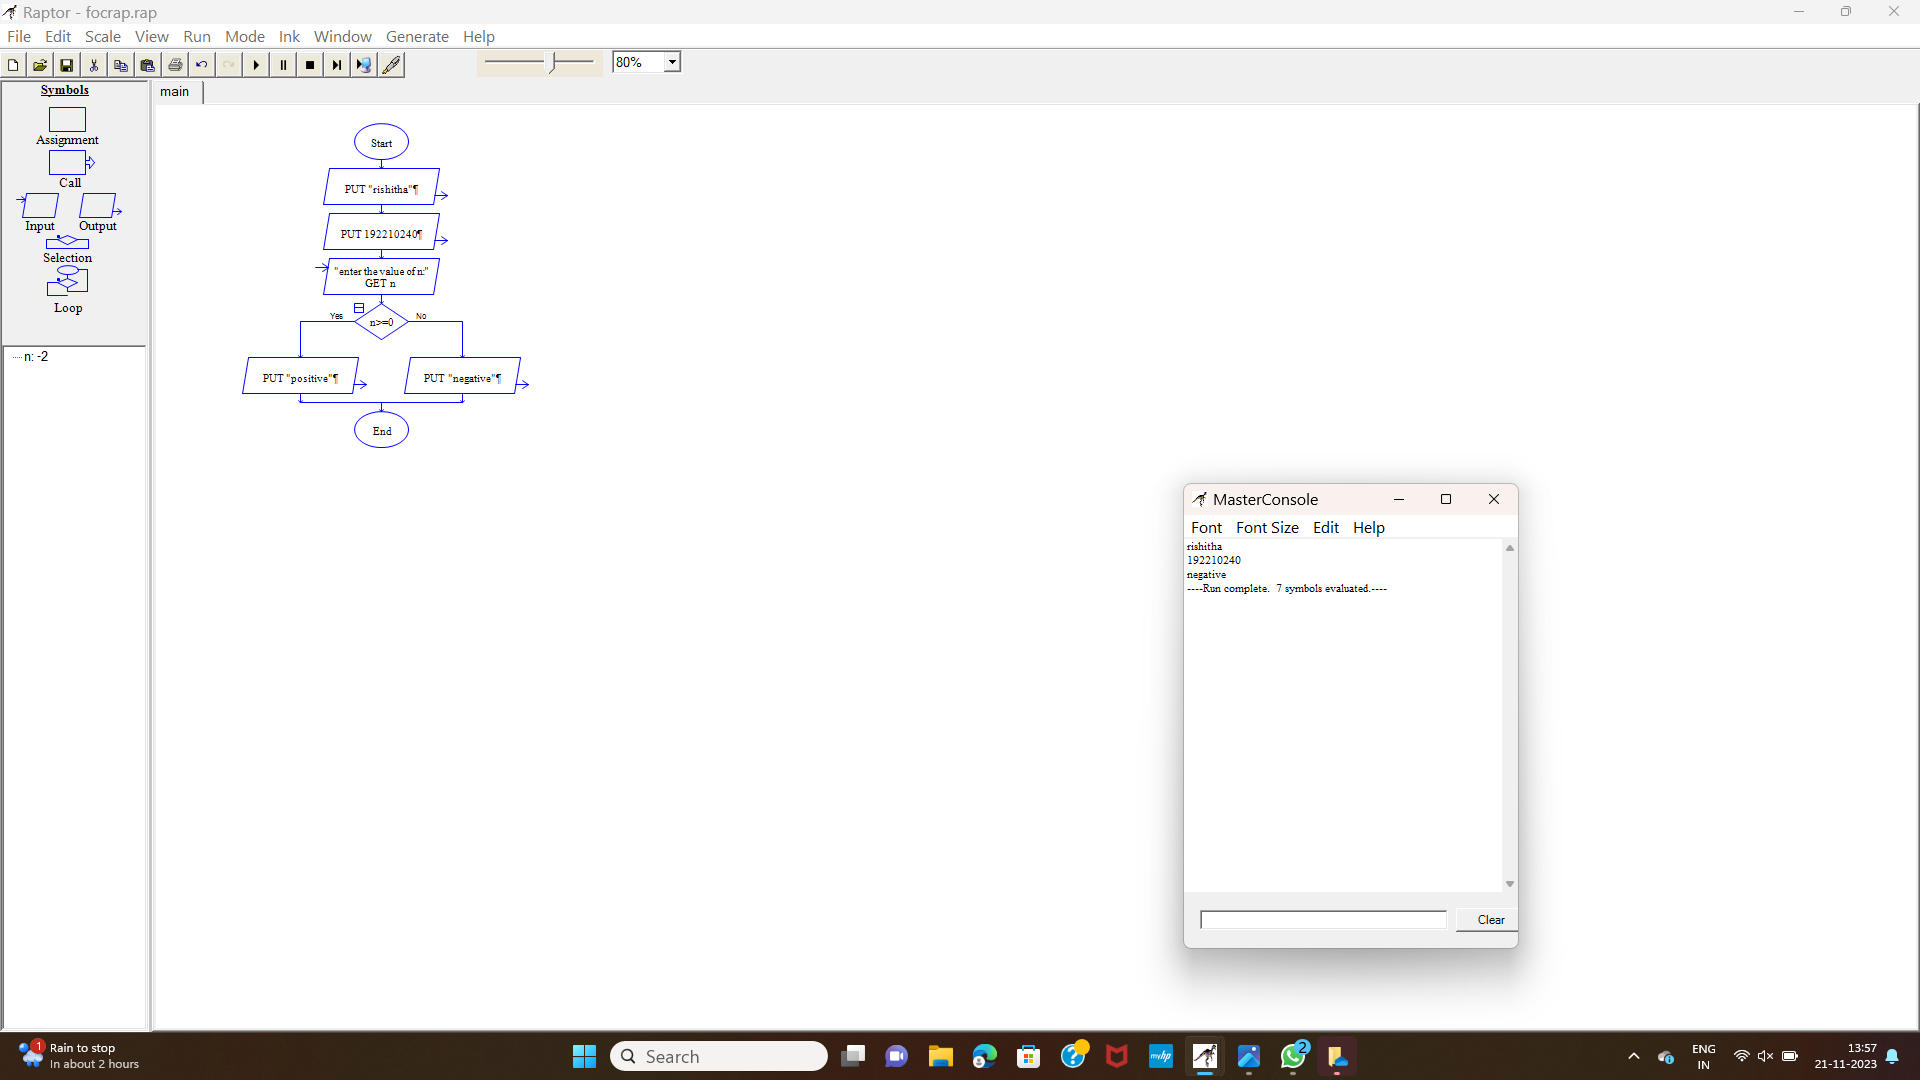 Raptor - focrap.rap
File Edit Scale View Run Mode Ink Window Generate Help
80%
Symbols
Assignment
Call
Input Output
Selection
Loop
n: -2
main
Start
PUT "rishitha"¶
PUT 192210240¶
"enter the value of n:"
GET n
Yes n>=0 No
PUT "positive"¶ PUT "negative"¶
End
MasterConsole
Font Font Size Edit Help
rishitha
192210240
negative
----Run complete. 7 symbols evaluated.----
Clear
1
Rain to stop
In about 2 hours
Search
myhp
2
ENG
IN
13:57
21-11-2023